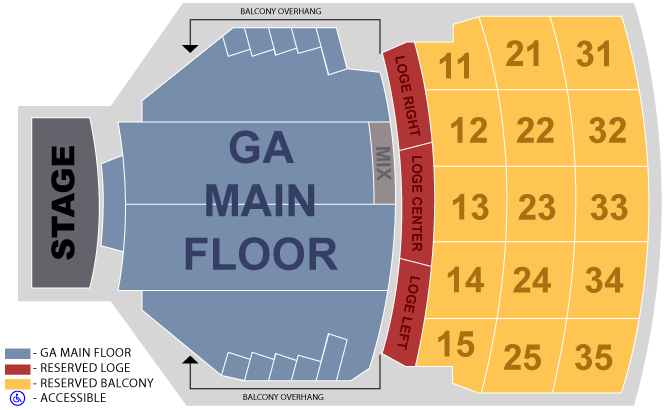 BALCONY OVERHANG
STAGE
GA
MAIN
FLOOR
MIX
LOGE RIGHT
LOGE CENTER
LOGE LEFT
11 21 31
12 22 32
13 23 33
14 24 34
15 25 35
- GA MAIN FLOOR
- RESERVED LOGE
- RESERVED BALCONY
- ACCESSIBLE
BALCONY OVERHANG